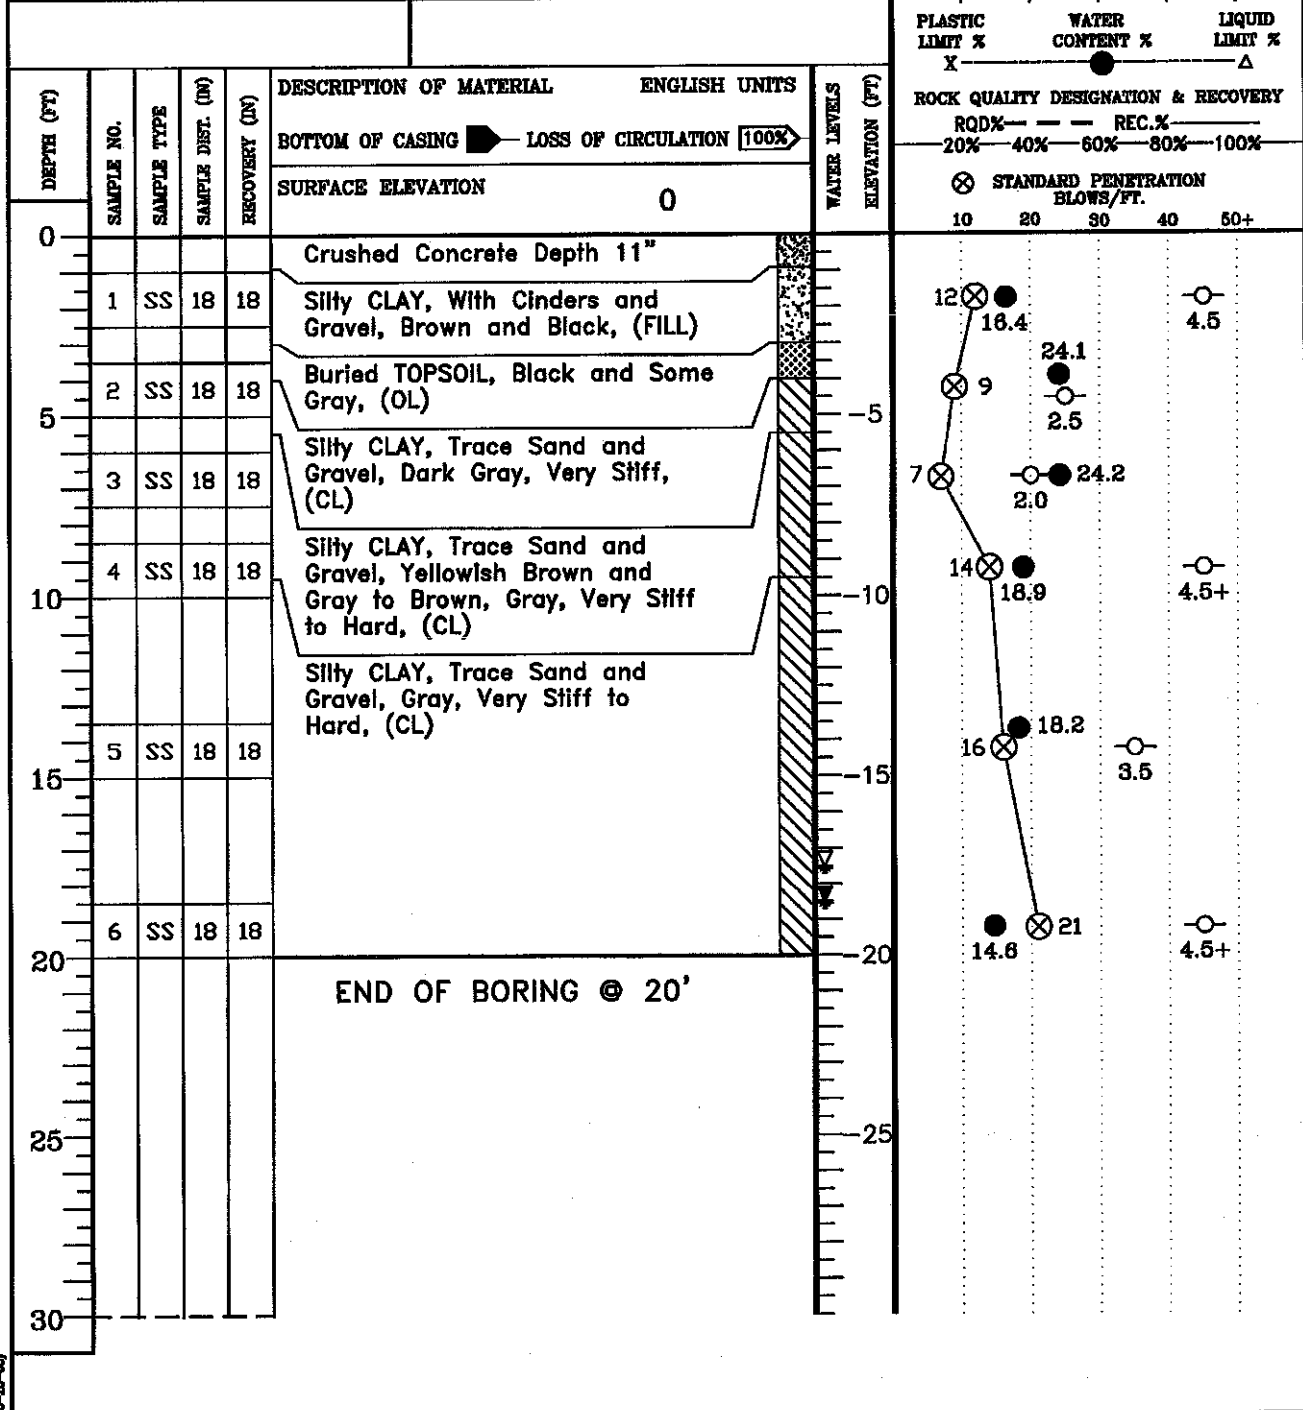 PLASTIC LIMIT %
WATER CONTENT %
LIQUID LIMIT %
X
ROCK QUALITY DESIGNATION & RECOVERY
RQD% REC.%
20% 40% 60% 80% 100%
STANDARD PENETRATION
BLOWS/FT.
10 20 30 40 50+
DEPTH (FT)
SAMPLE NO.
SAMPLE TYPE
SAMPLE DIST. (IN)
RECOVERY (IN)
DESCRIPTION OF MATERIAL ENGLISH UNITS
BOTTOM OF CASING LOSS OF CIRCULATION 100%
SURFACE ELEVATION 0
WATER LEVELS
ELEVATION (FT)
0
Crushed Concrete Depth 11"
1 SS 18 18
Silty CLAY, With Cinders and
Gravel, Brown and Black, (FILL)
12 16.4 4.5
Buried TOPSOIL, Black and Some
Gray, (OL)
2 SS 18 18
24.1
9
2.5
5 -5
Silty CLAY, Trace Sand and
Gravel, Dark Gray, Very Stiff,
(CL)
3 SS 18 18
7 24.2
2.0
Silty CLAY, Trace Sand and
Gravel, Yellowish Brown and
Gray to Brown, Gray, Very Stiff
to Hard, (CL)
4 SS 18 18
14 18.9 4.5+
10 -10
Silty CLAY, Trace Sand and
Gravel, Gray, Very Stiff to
Hard, (CL)
5 SS 18 18
18.2
16
3.5
15 -15
6 SS 18 18
21
14.6 4.5+
20 -20
END OF BORING @ 20'
25 -25
30